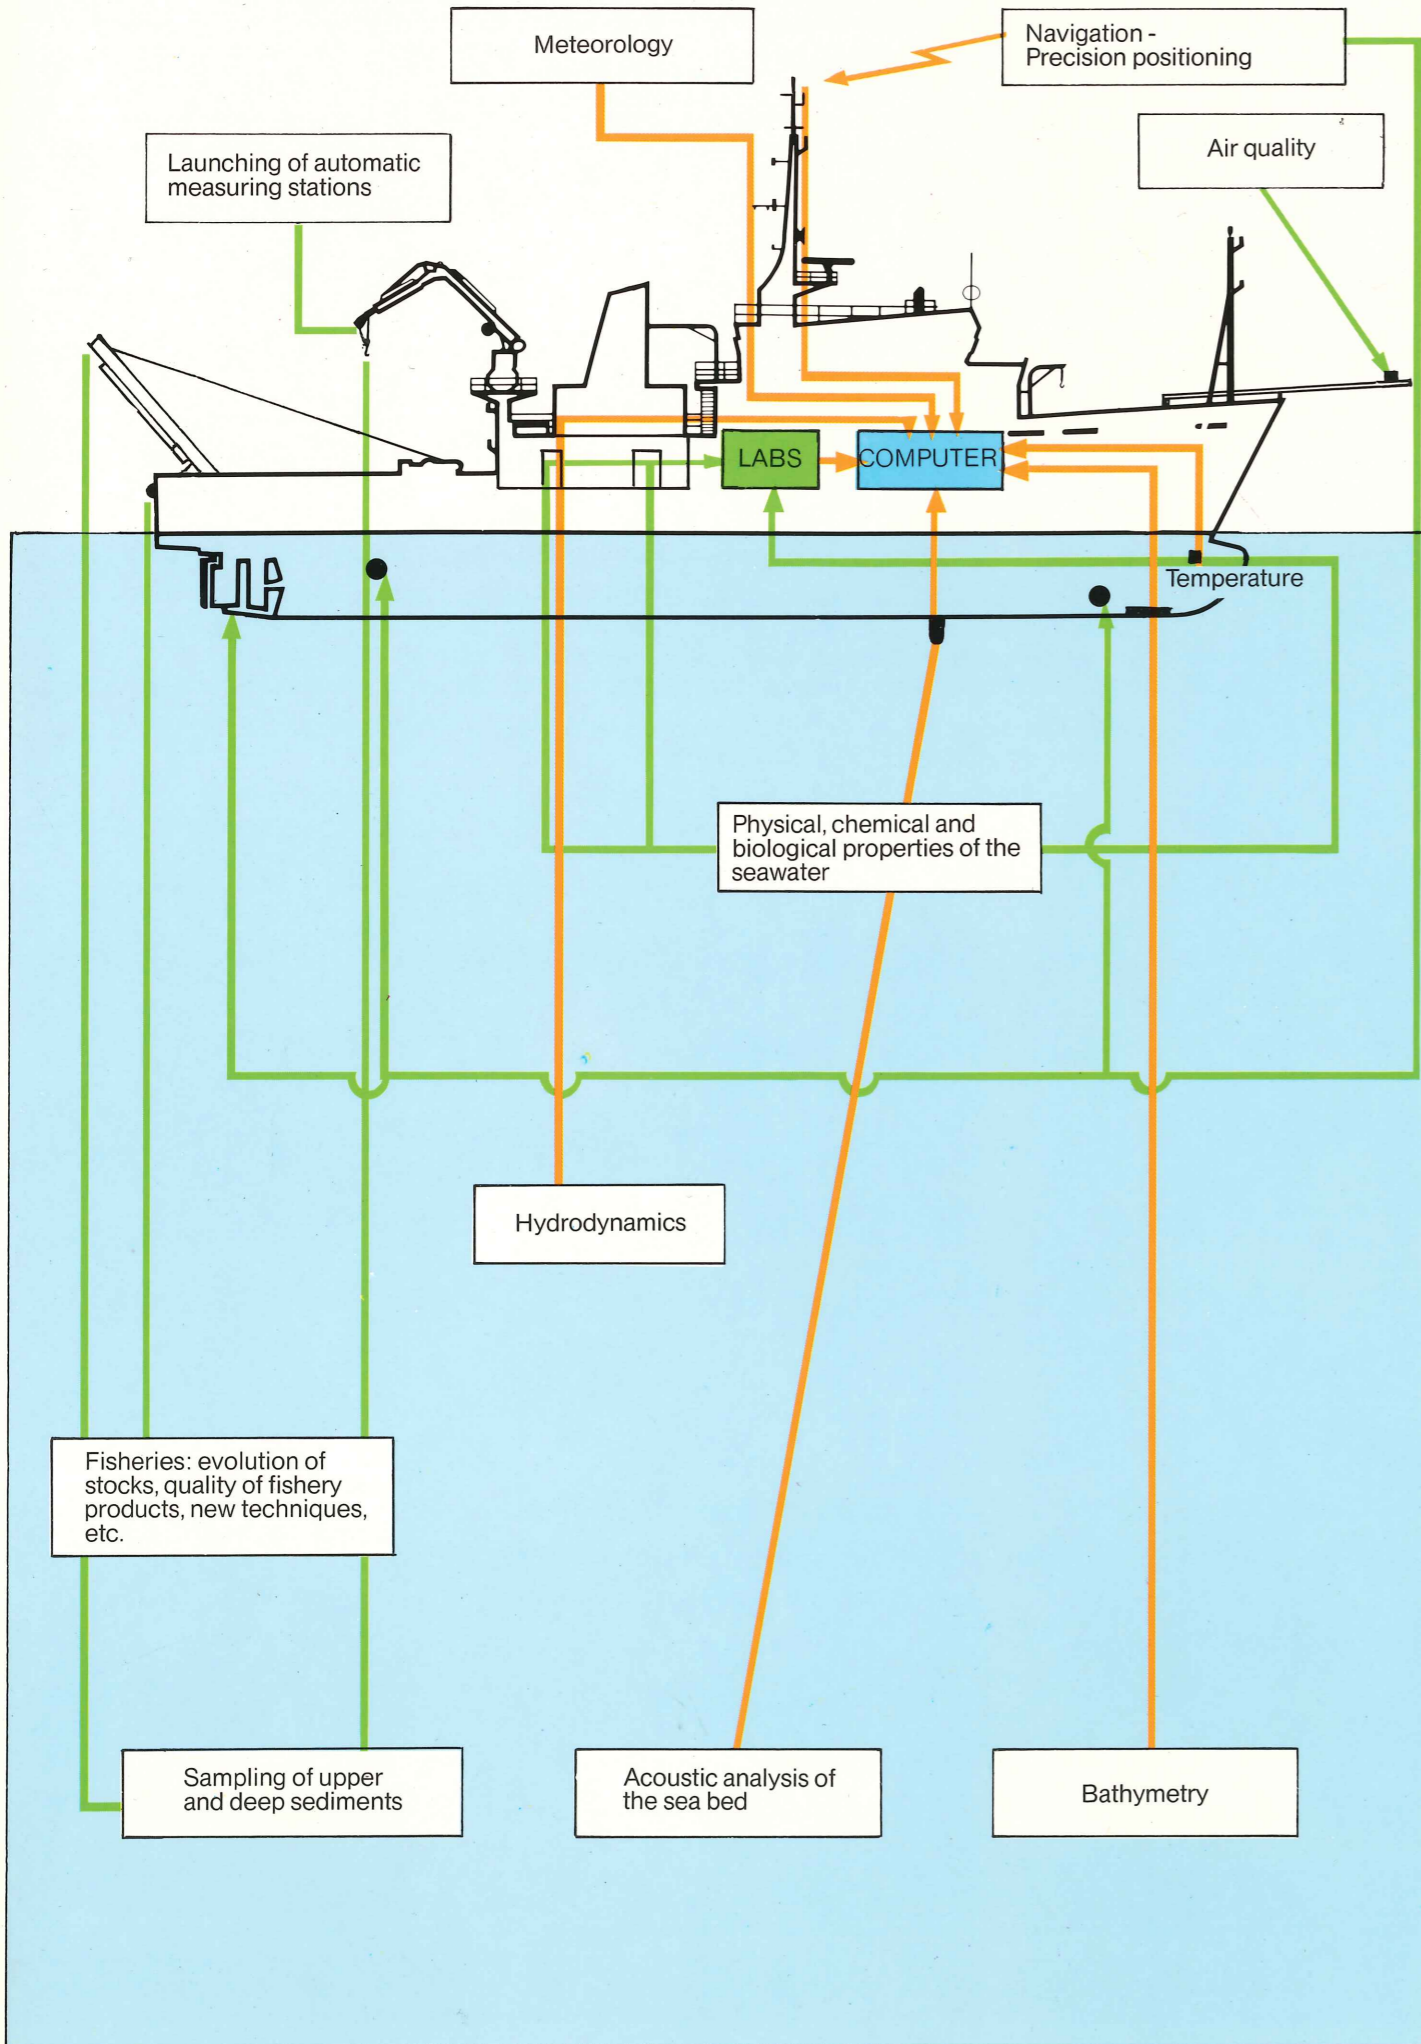 Meteorology
Navigation -
Precision positioning
Air quality
Launching of automatic
measuring stations
LABS
COMPUTER
Temperature
Physical, chemical and
biological properties of the
seawater
Hydrodynamics
Fisheries: evolution of
stocks, quality of fishery
products, new techniques,
etc.
Sampling of upper
and deep sediments
Acoustic analysis of
the sea bed
Bathymetry